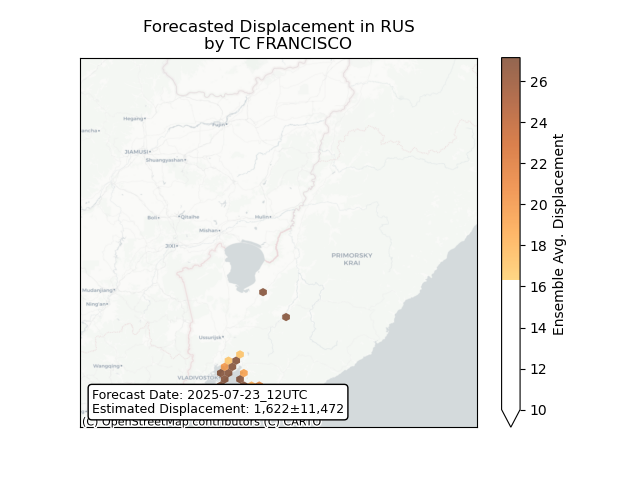 Forecasted Displacement in RUS
by TC FRANCISCO
Hegang
Fujin
JIAMUSI
Shuangyashan
Boli
Qitaihe
Hulin
Mishan
JIXI
PRIMORSKY
KRAI
Mudanjiang
Ning'an
Ussurijsk
Wangqing
VLADIVOSTOK
Forecast Date: 2025-07-23_12UTC
Estimated Displacement: 1,622±11,472
(C) OpenStreetMap contributors (C) CARTO
26
24
22
20
18
16
14
12
10
Ensemble Avg. Displacement